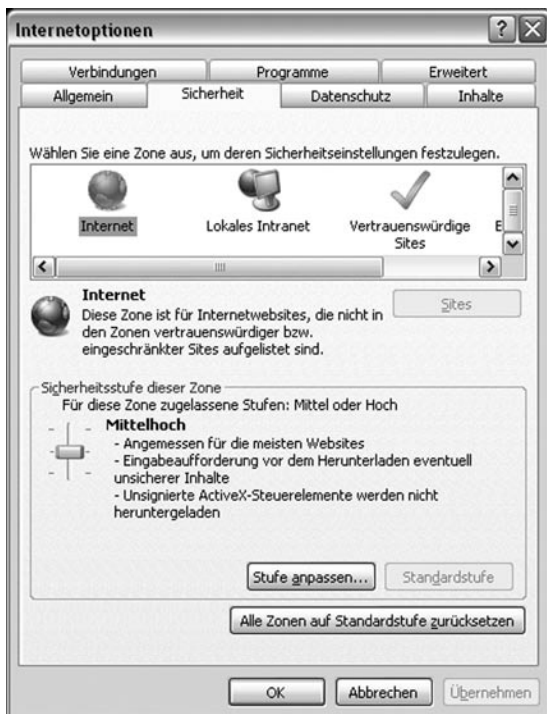 Internetoptionen
Verbindungen Programme Erweitert
Allgemein Sicherheit Datenschutz Inhalte
Wählen Sie eine Zone aus, um deren Sicherheitseinstellungen festzulegen.
Internet Lokales Intranet Vertrauenswürdige E
Sites
Internet
Diese Zone ist für Internetwebsites, die nicht in
den Zonen vertrauenswürdiger bzw.
eingeschränkter Sites aufgelistet sind.
Sites
Sicherheitsstufe dieser Zone
Für diese Zone zugelassene Stufen: Mittel oder Hoch
Mittelhoch
- Angemessen für die meisten Websites
- Eingabeaufforderung vor dem Herunterladen eventuell
unsicherer Inhalte
- Unsignierte ActiveX-Steuerelemente werden nicht
heruntergeladen
Stufe anpassen... Standardstufe
Alle Zonen auf Standardstufe zurücksetzen
OK Abbrechen Übernehmen